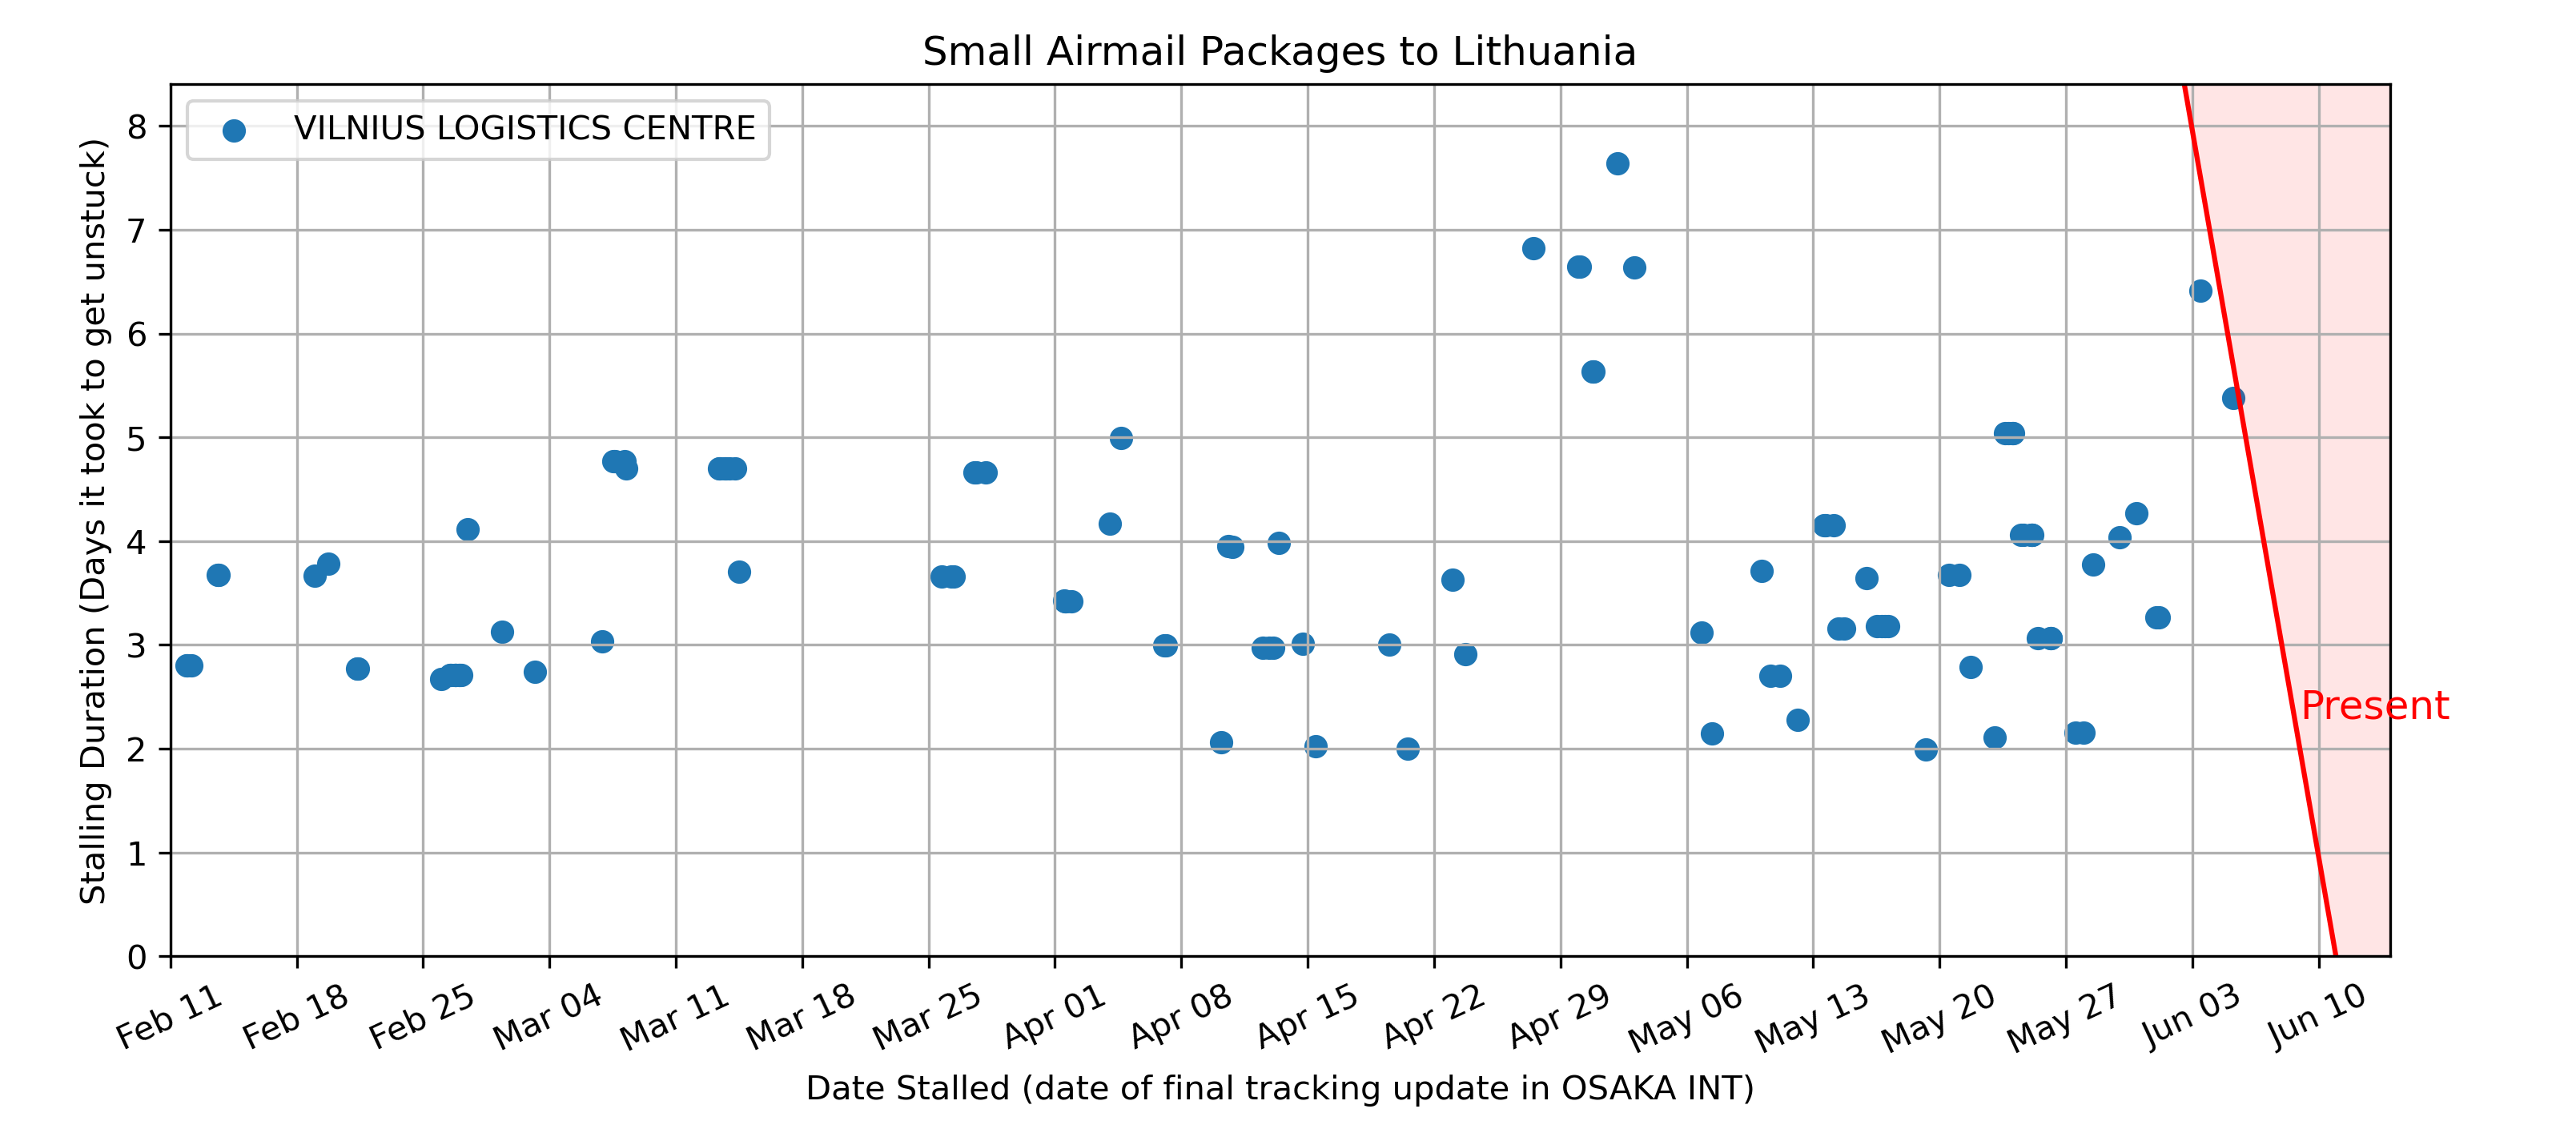 Small Airmail Packages to Lithuania
VILNIUS LOGISTICS CENTRE
Stalling Duration (Days it took to get unstuck)
8
7
6
5
4
3
2
1
0
Present
Feb 11
Feb 18
Feb 25
Mar 04
Mar 11
Mar 18
Mar 25
Apr 01
Apr 08
Apr 15
Apr 22
Apr 29
May 06
May 13
May 20
May 27
Jun 03
Jun 10
Date Stalled (date of final tracking update in OSAKA INT)